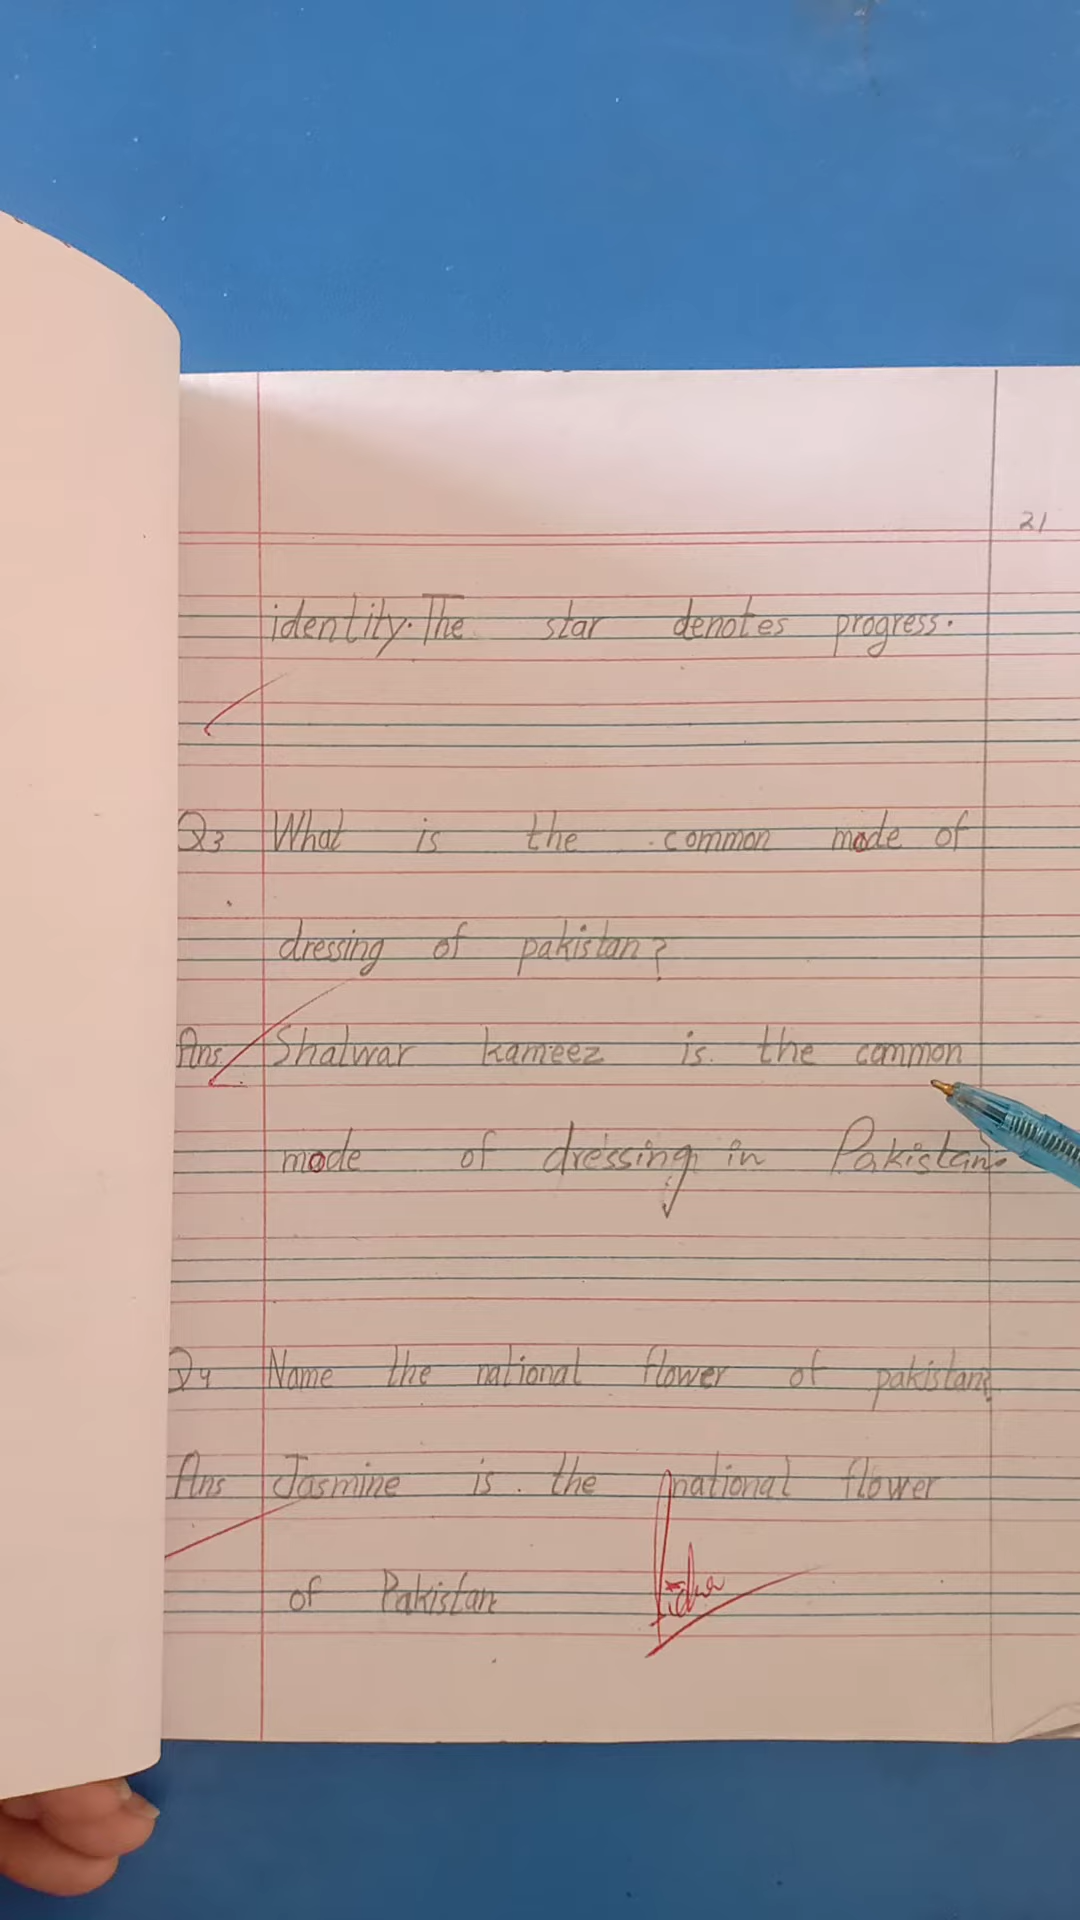 21
identity. The star denotes progress.
Q3 What is the common mode of
dressing of pakistan?
Ans Shalwar kameez is the common
mode of dressing in Pakistan.
Q4 Name the national flower of pakistan?
Ans Jasmine is the national flower
of Pakistan